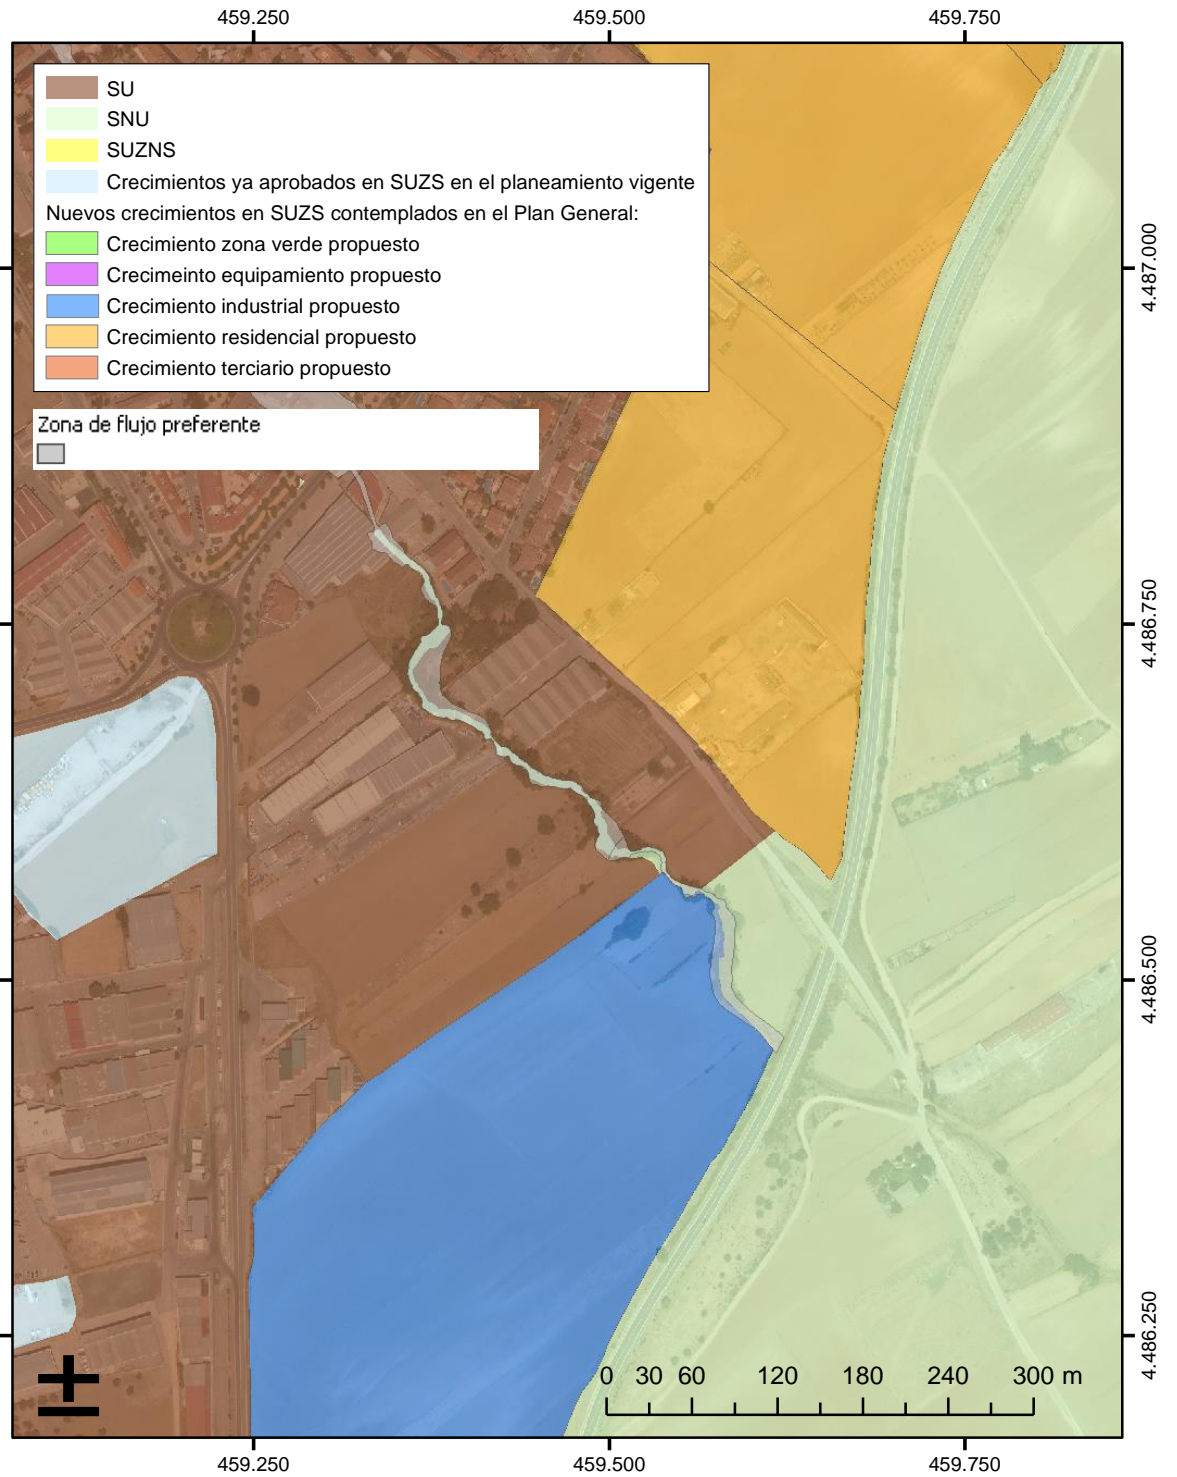 459.250
459.500
459.750
SU
SNU
SUZNS
Crecimientos ya aprobados en SUZS en el planeamiento vigente
Nuevos crecimientos en SUZS contemplados en el Plan General:
Crecimiento zona verde propuesto
Crecimeinto equipamiento propuesto
Crecimiento industrial propuesto
Crecimiento residencial propuesto
Crecimiento terciario propuesto
Zona de flujo preferente
4.487.000
4.486.750
4.486.500
4.486.250
0 30 60 120 180 240 300 m
459.250
459.500
459.750